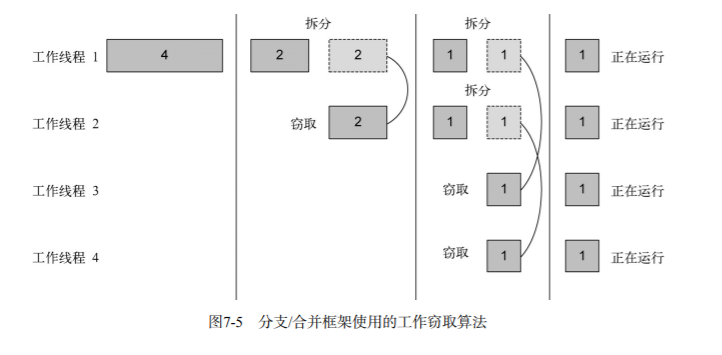 拆分 拆分
工作线程 1 4 2 2 1 1 1 正在运行
拆分
工作线程 2 窃取 2 1 1 1 正在运行
工作线程 3 窃取 1 1 正在运行
工作线程 4 窃取 1 1 正在运行
图7-5 分支/合并框架使用的工作窃取算法